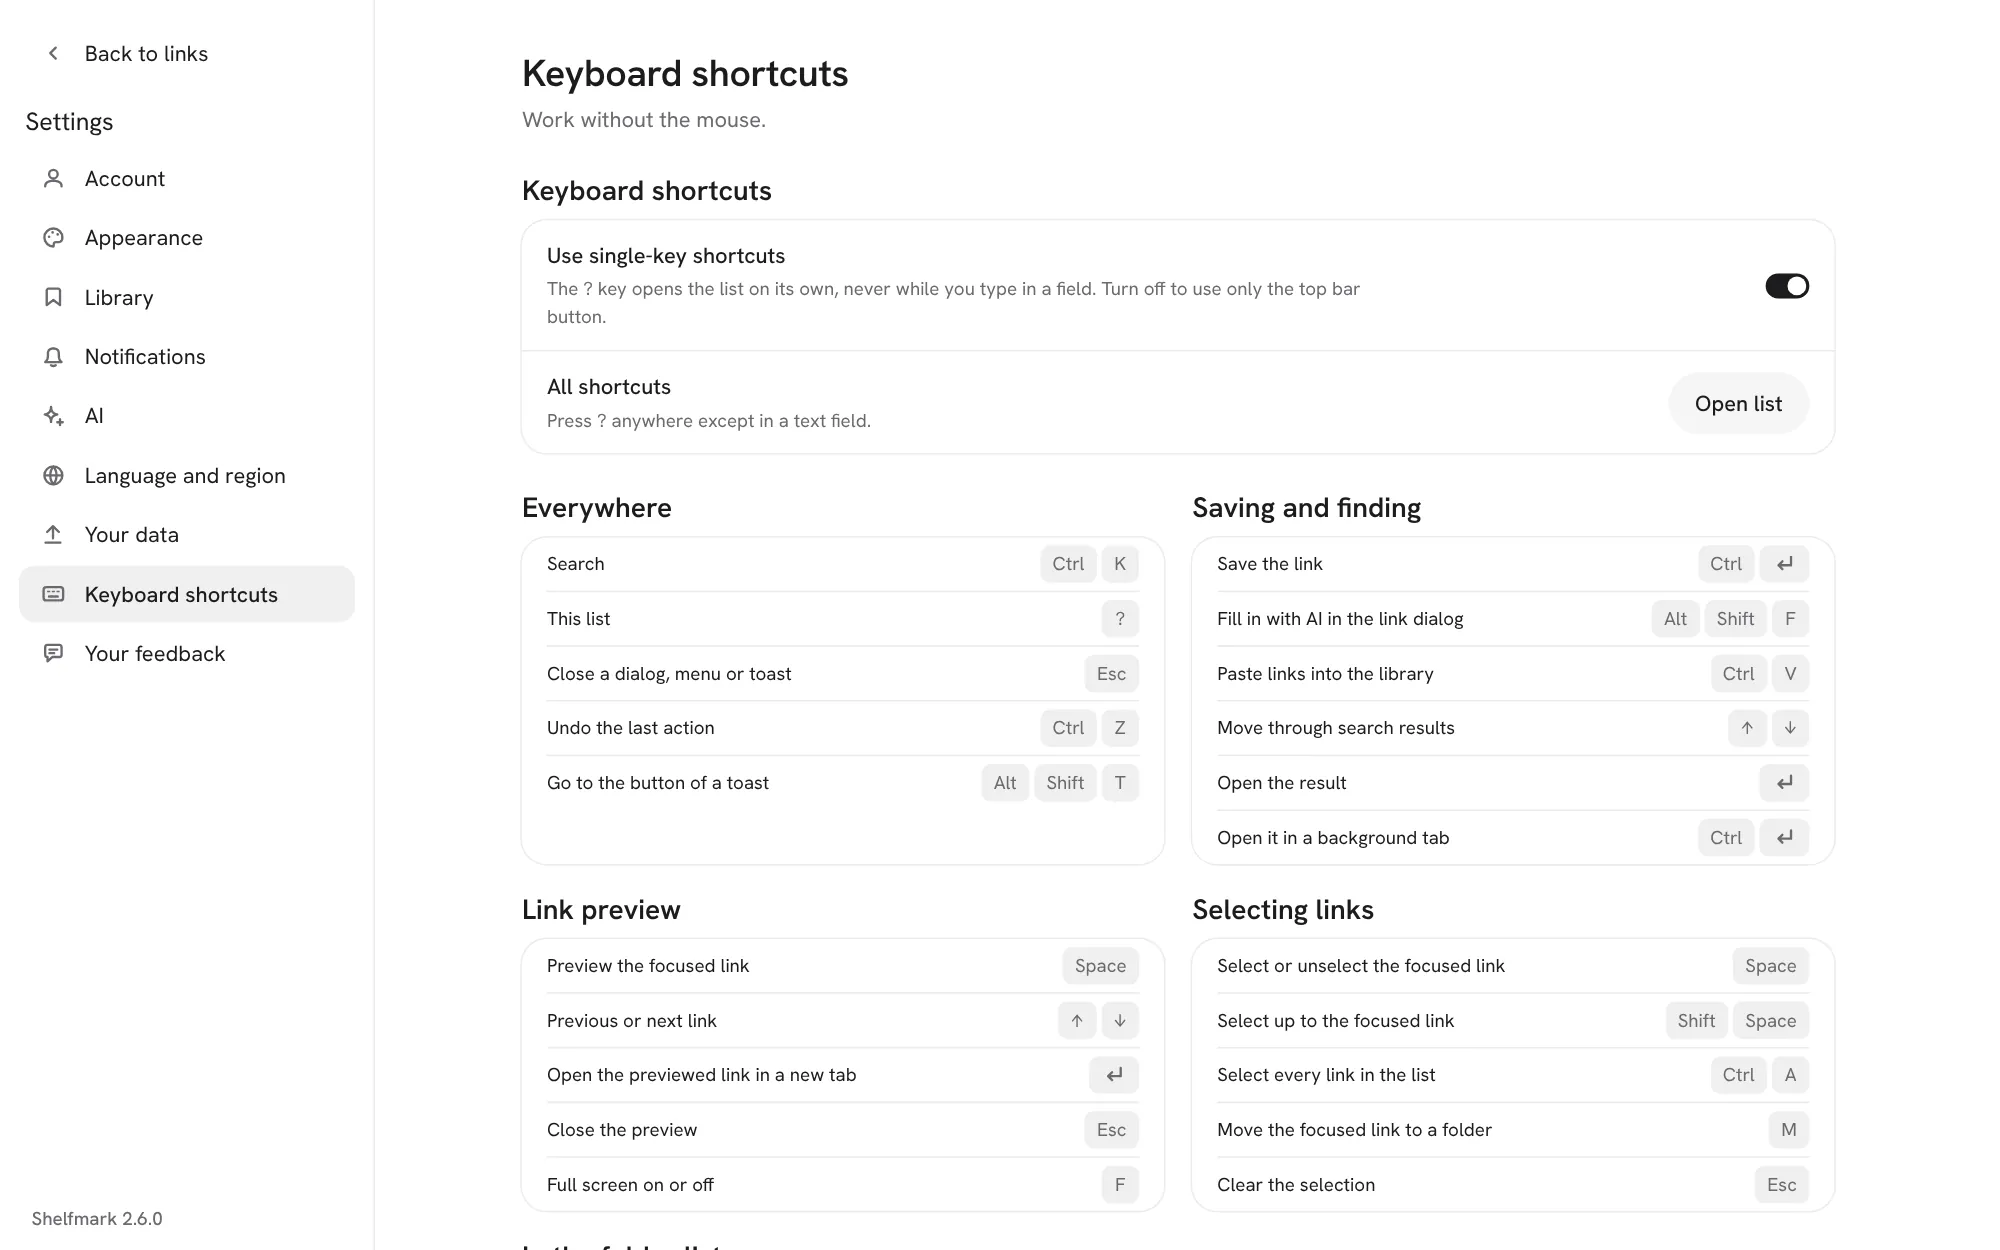 Back to links
Settings
Account
Appearance
Library
Notifications
AI
Language and region
Your data
Keyboard shortcuts
Your feedback
Shelfmark 2.6.0
Keyboard shortcuts
Work without the mouse.
Keyboard shortcuts
Use single-key shortcuts
The ? key opens the list on its own, never while you type in a field. Turn off to use only the top bar
button.
All shortcuts
Press ? anywhere except in a text field.
Open list
Everywhere
Search Ctrl K
This list ?
Close a dialog, menu or toast Esc
Undo the last action Ctrl Z
Go to the button of a toast Alt Shift T
Saving and finding
Save the link Ctrl ↵
Fill in with AI in the link dialog Alt Shift F
Paste links into the library Ctrl V
Move through search results ↑ ↓
Open the result ↵
Open it in a background tab Ctrl ↵
Link preview
Preview the focused link Space
Previous or next link ↑ ↓
Open the previewed link in a new tab ↵
Close the preview Esc
Full screen on or off F
Selecting links
Select or unselect the focused link Space
Select up to the focused link Shift Space
Select every link in the list Ctrl A
Move the focused link to a folder M
Clear the selection Esc